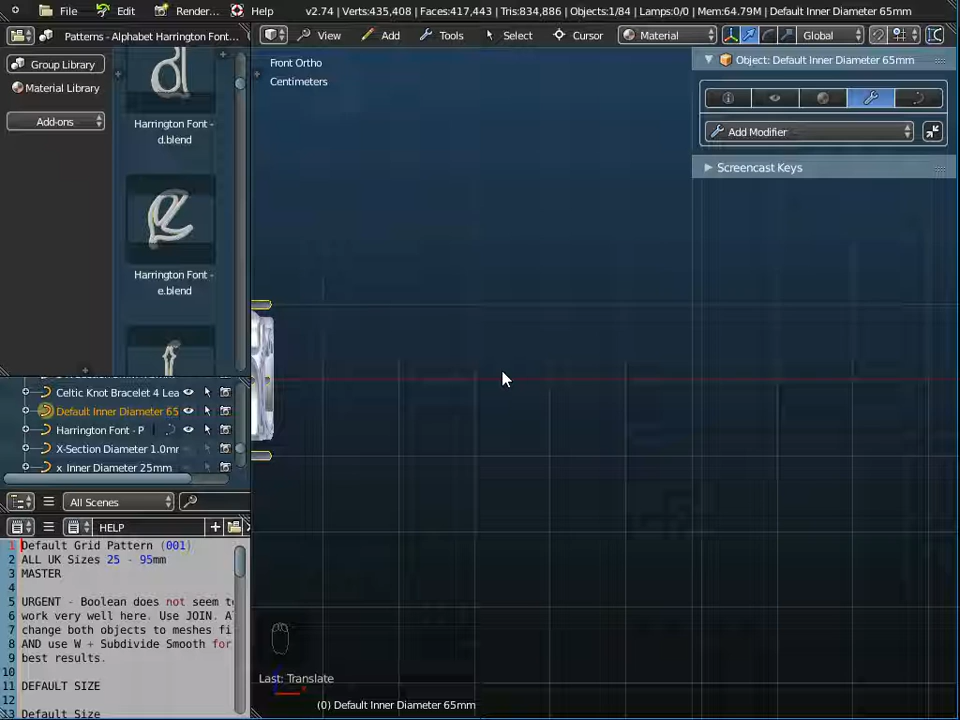 File Edit Render... Help v2.74 | Verts:435,408 | Faces:417,443 | Tris:834,886 | Objects:1/84 | Lamps:0/0 | Mem:64.79M | Default Inner Diameter 65mm
Patterns - Alphabet Harrington Font... View Add Tools Select Cursor Material Global
Group Library
Material Library
Add-ons
Harrington Font -
d.blend
Harrington Font -
e.blend
Front Ortho
Centimeters
Object: Default Inner Diameter 65mm
Add Modifier
Screencast Keys
Celtic Knot Bracelet 4 Lea
Default Inner Diameter 65
Harrington Font - P
X-Section Diameter 1.0mr
x Inner Diameter 25mm
All Scenes
HELP
1 Default Grid Pattern (001)
2 ALL UK Sizes 25 - 95mm
3 MASTER
4
5 URGENT - Boolean does not seem t
6 work very well here. Use JOIN. A
7 change both objects to meshes fi
8 AND use W + Subdivide Smooth for
9 best results.
10
11 DEFAULT SIZE
12
13 Default Size
Last: Translate
(0) Default Inner Diameter 65mm